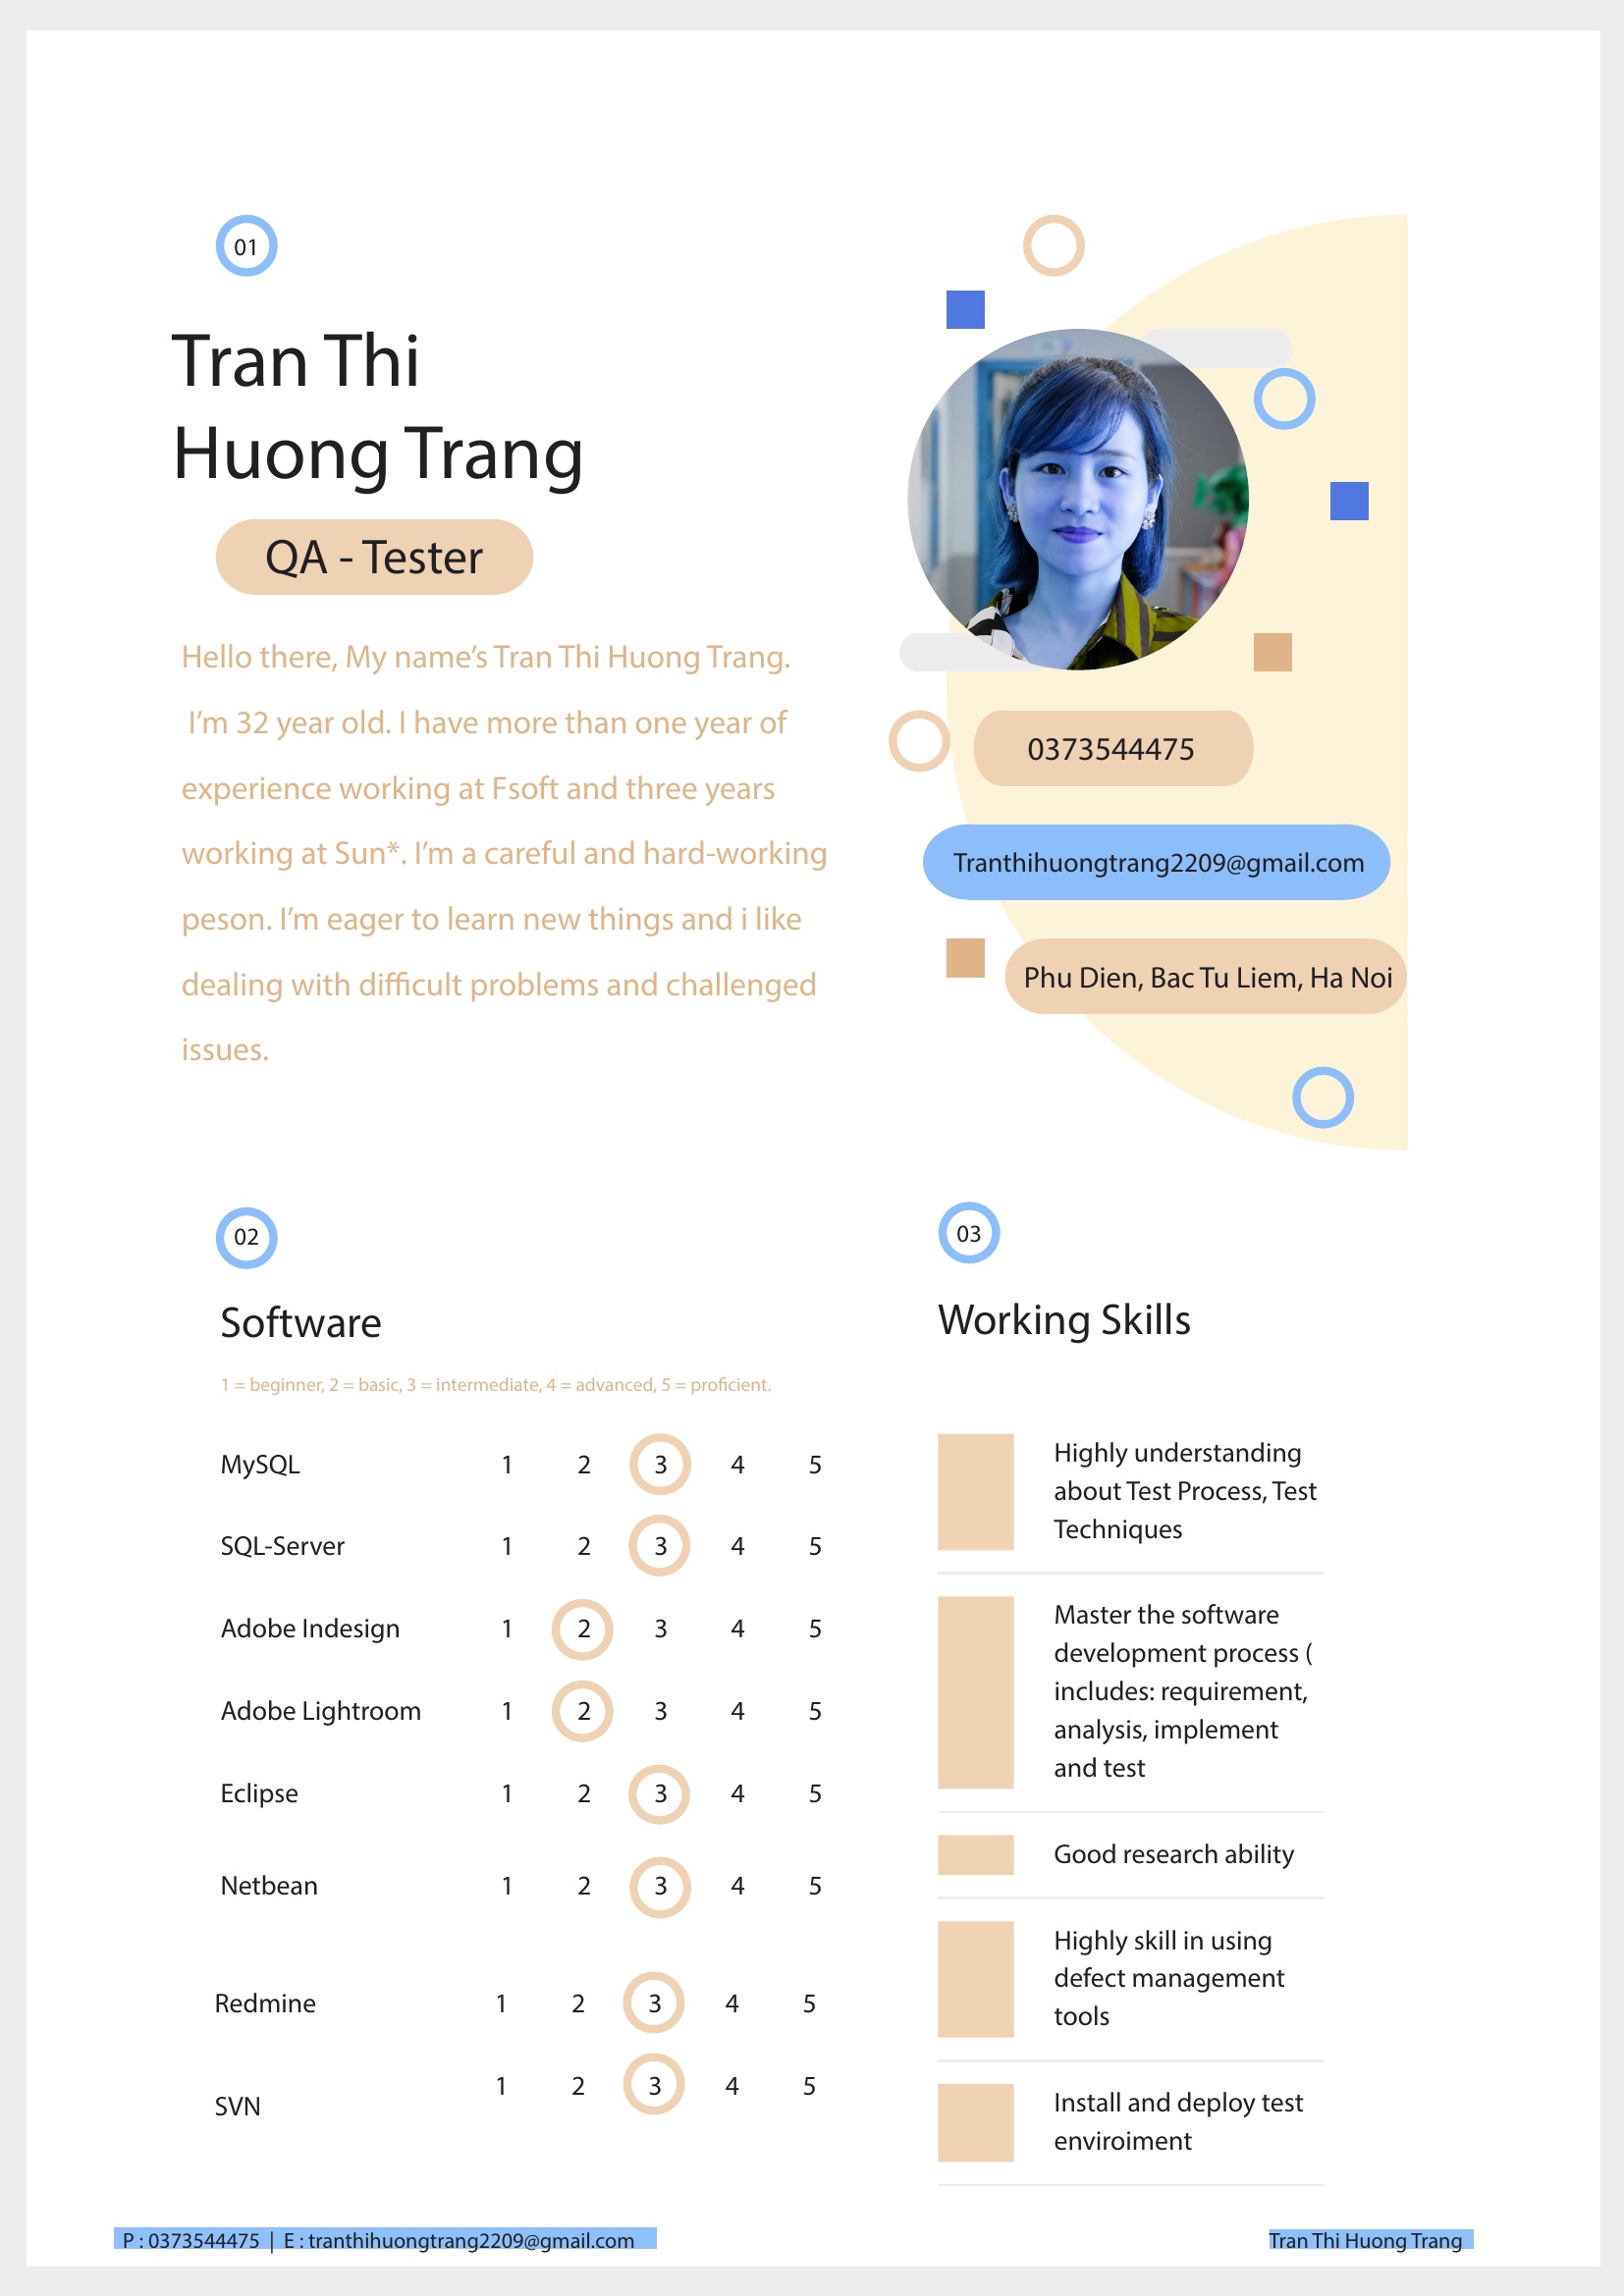 01
Tran Thi
Huong Trang
QA - Tester
Hello there, My name’s Tran Thi Huong Trang.
I’m 32 year old. I have more than one year of
experience working at Fsoft and three years
working at Sun*. I’m a careful and hard-working
peson. I’m eager to learn new things and i like
dealing with difficult problems and challenged
issues.
0373544475
Tranthihuongtrang2209@gmail.com
Phu Dien, Bac Tu Liem, Ha Noi
02
Software
1 = beginner, 2 = basic, 3 = intermediate, 4 = advanced, 5 = proficient.
MySQL 1 2 3 4 5
SQL-Server 1 2 3 4 5
Adobe Indesign 1 2 3 4 5
Adobe Lightroom 1 2 3 4 5
Eclipse 1 2 3 4 5
Netbean 1 2 3 4 5
Redmine 1 2 3 4 5
SVN 1 2 3 4 5
03
Working Skills
Highly understanding
about Test Process, Test
Techniques
Master the software
development process (
includes: requirement,
analysis, implement
and test
Good research ability
Highly skill in using
defect management
tools
Install and deploy test
enviroiment
P : 0373544475 | E : tranthihuongtrang2209@gmail.com
Tran Thi Huong Trang